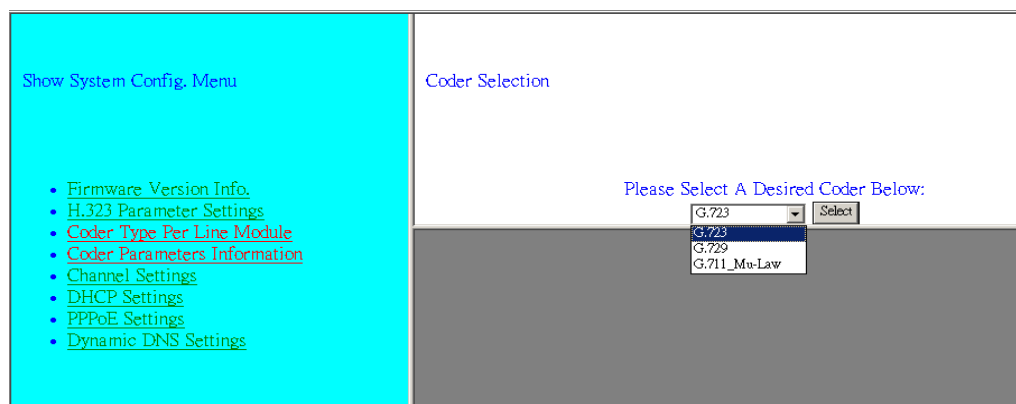 Show System Config. Menu
Firmware Version Info.
H.323 Parameter Settings
Coder Type Per Line Module
Coder Parameters Information
Channel Settings
DHCP Settings
PPPoE Settings
Dynamic DNS Settings
Coder Selection
Please Select A Desired Coder Below:
G.723 Select
G.723
G.729
G.711_Mu-Law